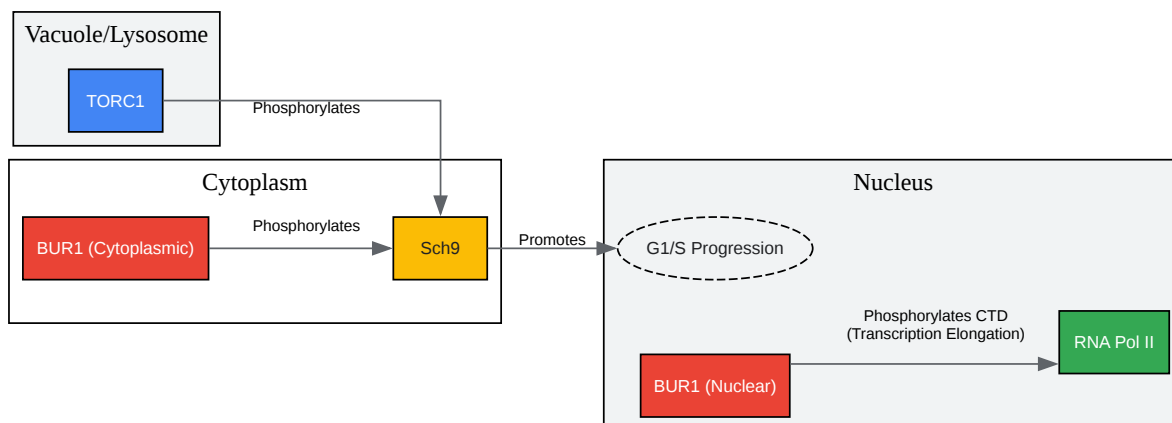 Vacuole/Lysosome
TORC1
Phosphorylates
Cytoplasm
BUR1 (Cytoplasmic)
Phosphorylates
Sch9
Promotes
Nucleus
G1/S Progression
Phosphorylates CTD
(Transcription Elongation)
RNA Pol II
BUR1 (Nuclear)